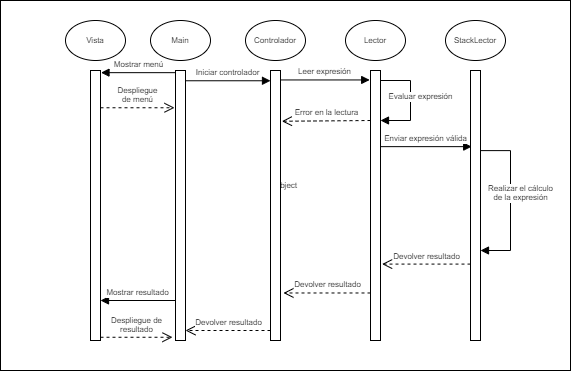 Vista
Main
Controlador
Lector
StackLector
Mostrar menú
Iniciar controlador
Leer expresión
Despliegue
de menú
Evaluar expresión
Error en la lectura
Enviar expresión válida
bject
Realizar el cálculo
de la expresión
Devolver resultado
Devolver resultado
Mostrar resultado
Despliegue de
resultado
Devolver resultado